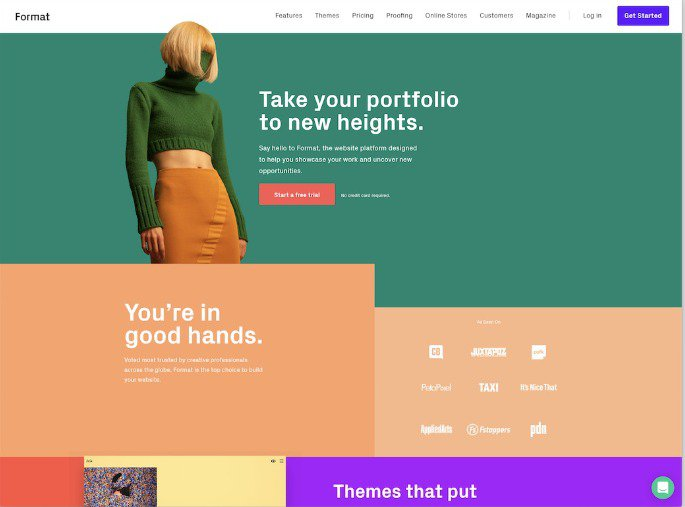 Format
Features Themes Pricing Proofing Online Stores Customers Magazine Log in Get Started
Take your portfolio
to new heights.
Say hello to Format, the website platform designed
to help you showcase your work and uncover new
opportunities.
Start a free trial
No credit card required.
You're in
good hands.
Voted most trusted by creative professionals
across the globe, Format is the top choice to build
your website.
As Seen On
CB JUXTAPOZ
PetaPixel TAXI It's Nice That
AppliedArts Fs Fstoppers pdn
Themes that put